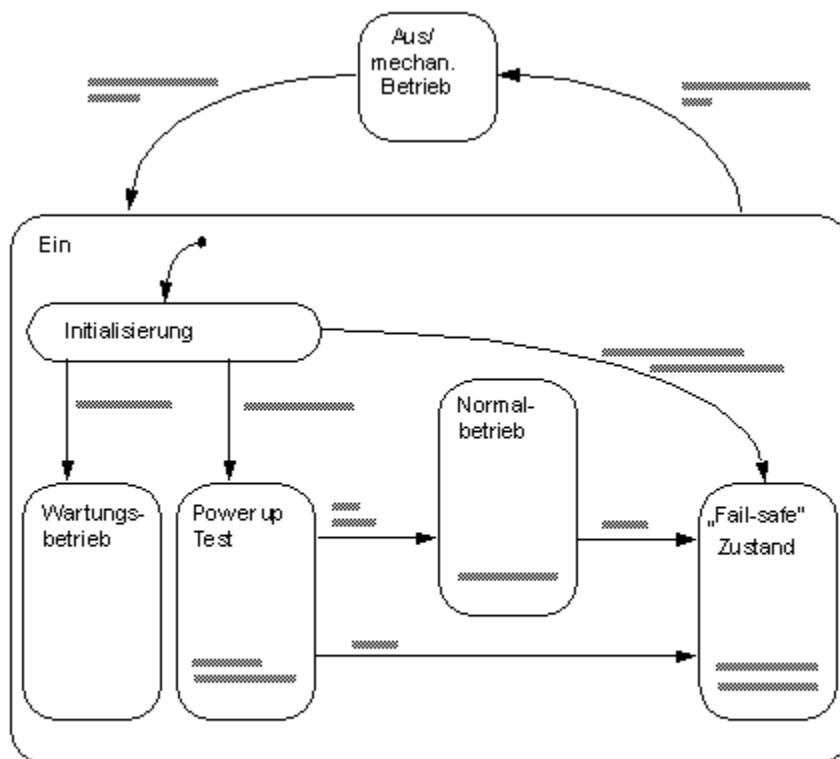 Aus/
mechan.
Betrieb
Ein
Initialisierung
Normal-
betrieb
Wartungs-
betrieb
Power up
Test
„Fail-safe"
Zustand